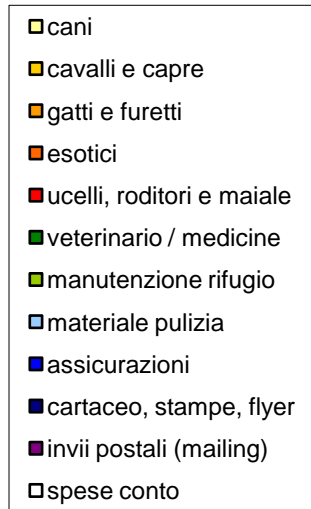 cani
cavalli e capre
gatti e furetti
esotici
ucelli, roditori e maiale
veterinario / medicine
manutenzione rifugio
materiale pulizia
assicurazioni
cartaceo, stampe, flyer
invii postali (mailing)
spese conto